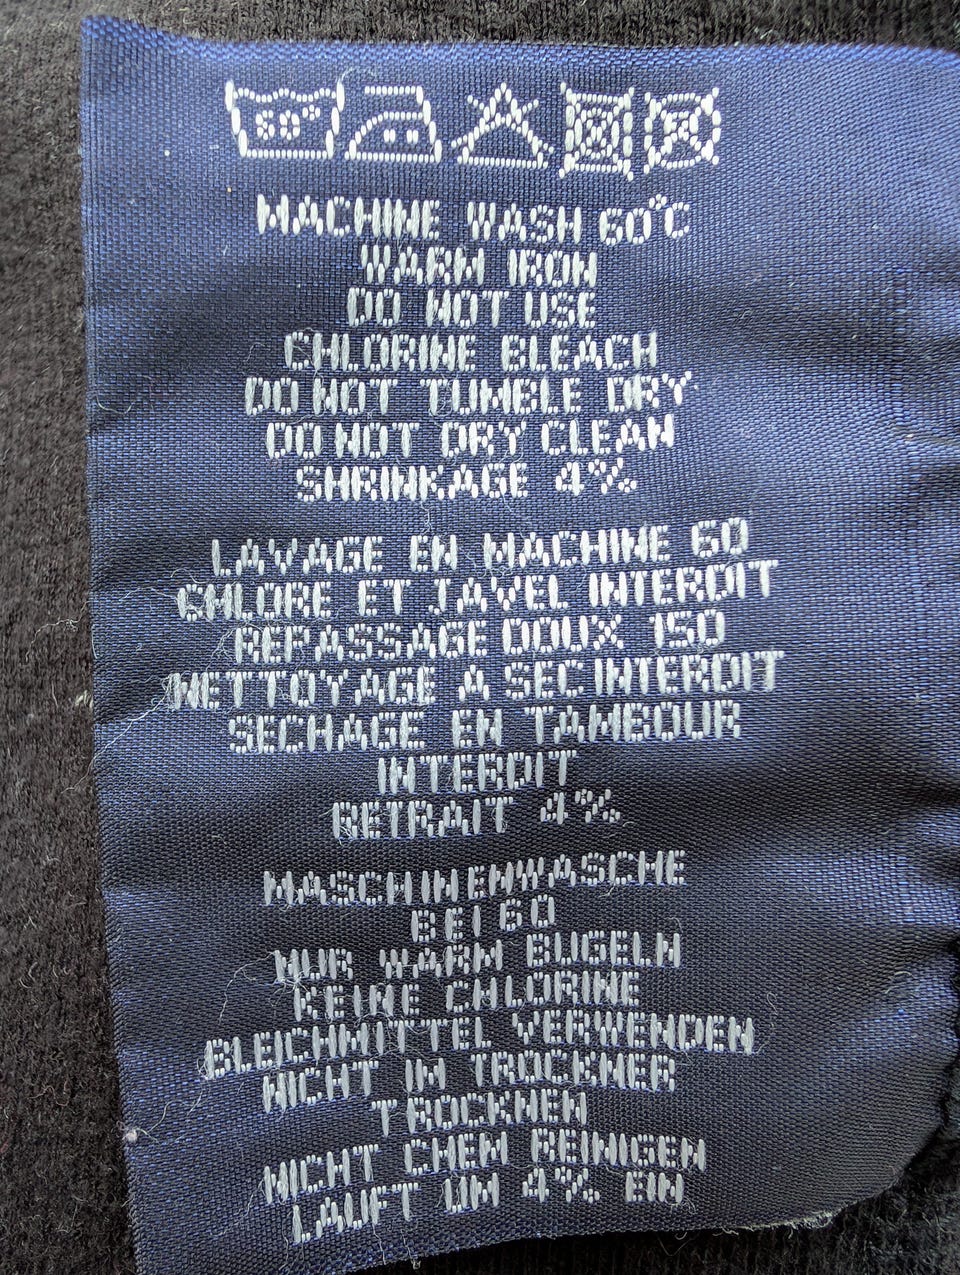 60°
MACHINE WASH 60°C
WARM IRON
DO NOT USE
CHLORINE BLEACH
DO NOT TUMBLE DRY
DO NOT DRY CLEAN
SHRINKAGE 4%
LAVAGE EN MACHINE 60
CHLORE ET JAVEL INTERDIT
REPASSAGE DOUX 150
NETTOYAGE A SEC INTERDIT
SECHAGE EN TAMBOUR
INTERDIT
RETRAIT 4%
MASCHINENWASCHE
BEI 60
NUR WARM BUGELN
KEINE CHLORINE
BLEICHMITTEL VERWENDEN
NICHT IN TROCKNER
TROCKNEN
NICHT CHEM REINIGEN
LAUFT UM 4% EIN